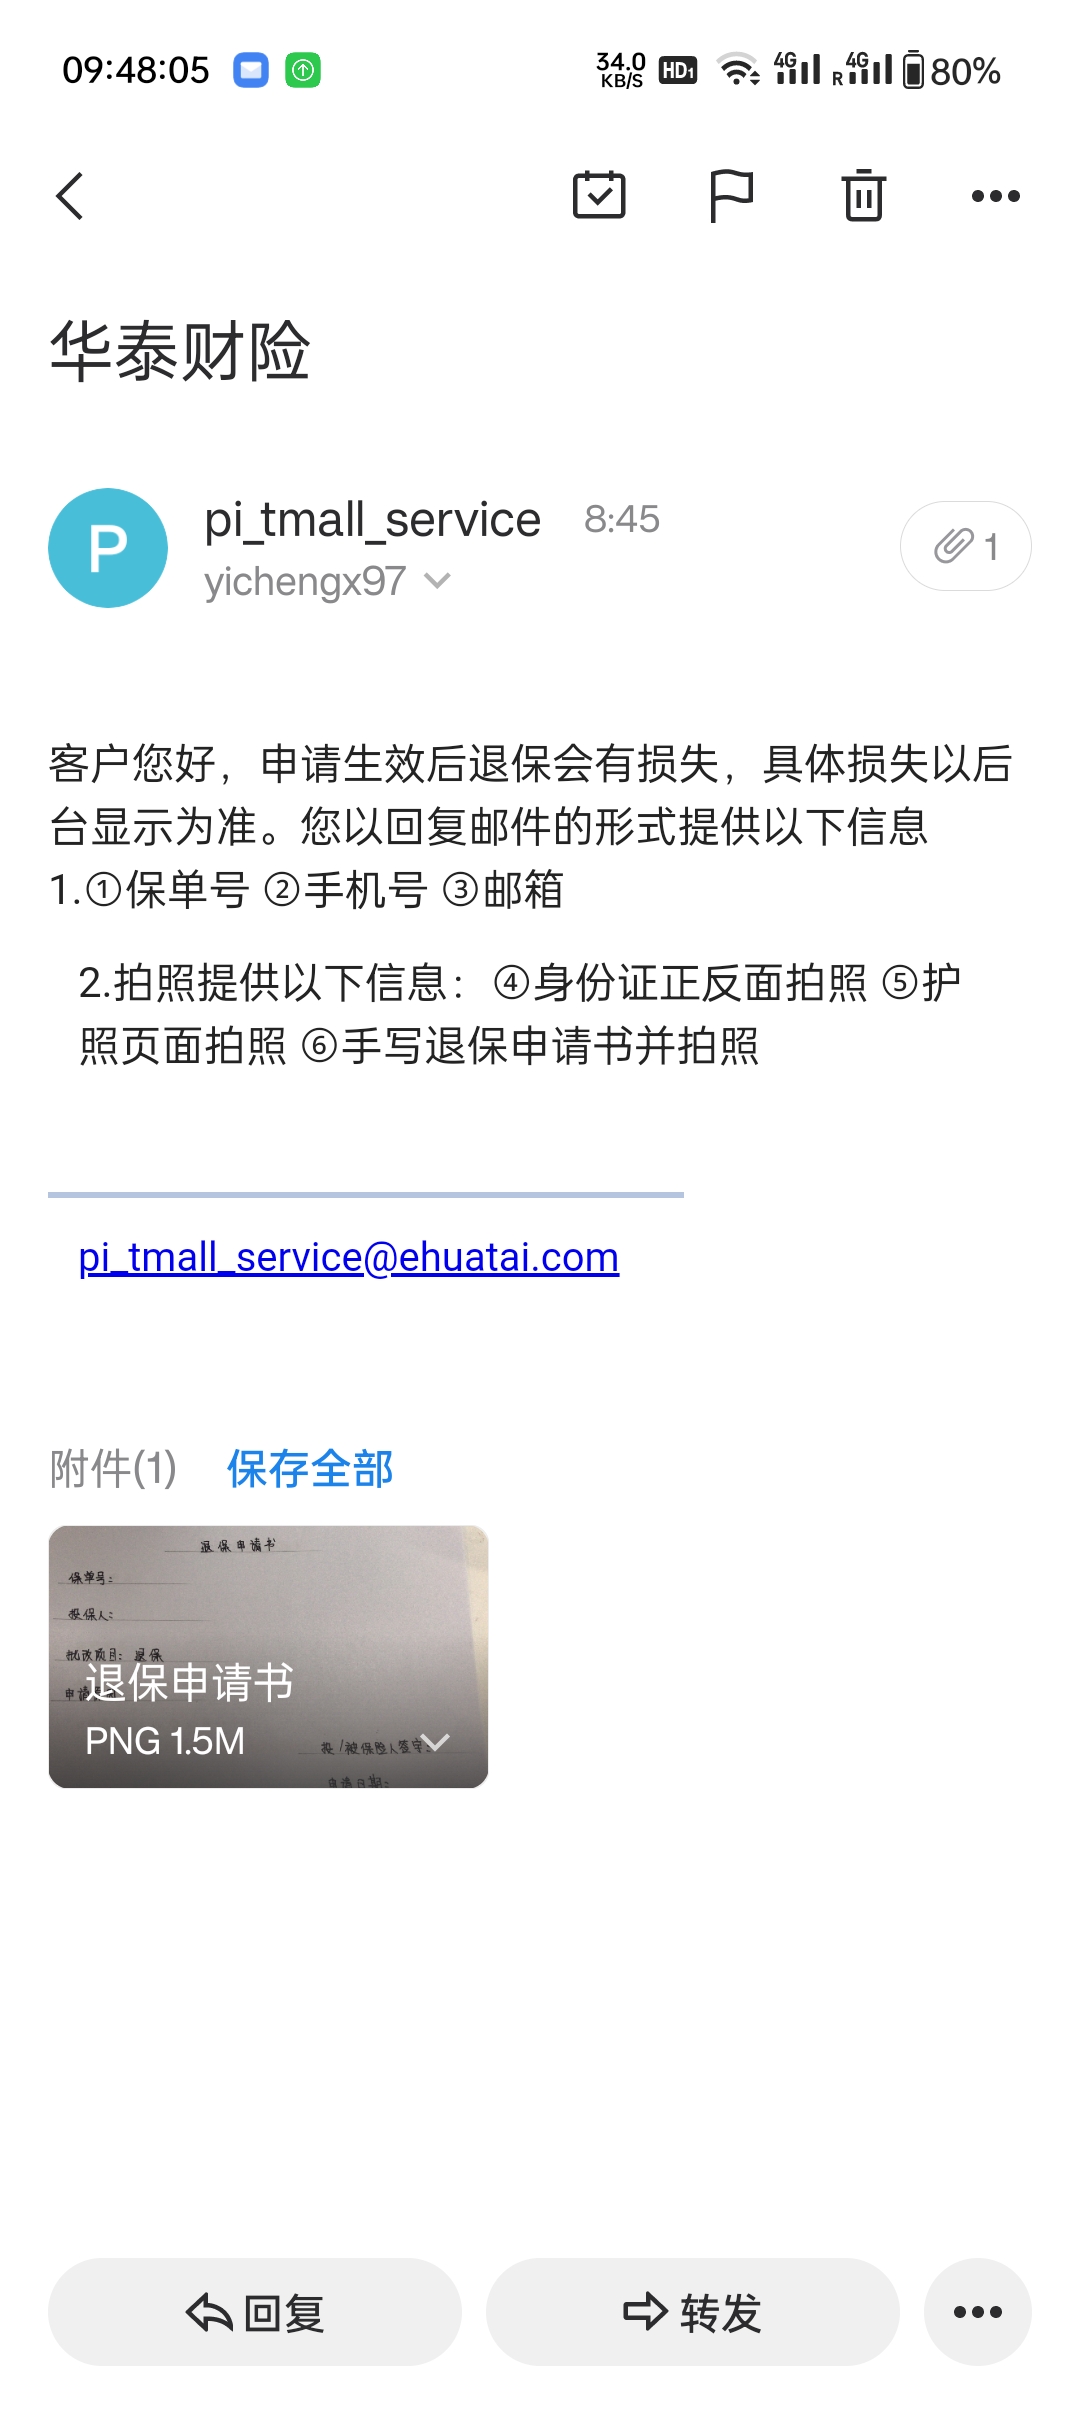 09:48:05
34.0 KB/S HD1 4G R 4G 80%
华泰财险
P
pi_tmall_service 8:45
yichengx97
1
客户您好，申请生效后退保会有损失，具体损失以后
台显示为准。您以回复邮件的形式提供以下信息
1.①保单号 ②手机号 ③邮箱
2.拍照提供以下信息： ④身份证正反面拍照 ⑤护
照页面拍照 ⑥手写退保申请书并拍照
pi_tmall_service@ehuatai.com
附件(1) 保存全部
退保申请书
保单号：
投保人：
批改项目：退保
申请
退保申请书
PNG 1.5M
投/被保险人签字：
申请日期：
回复 转发